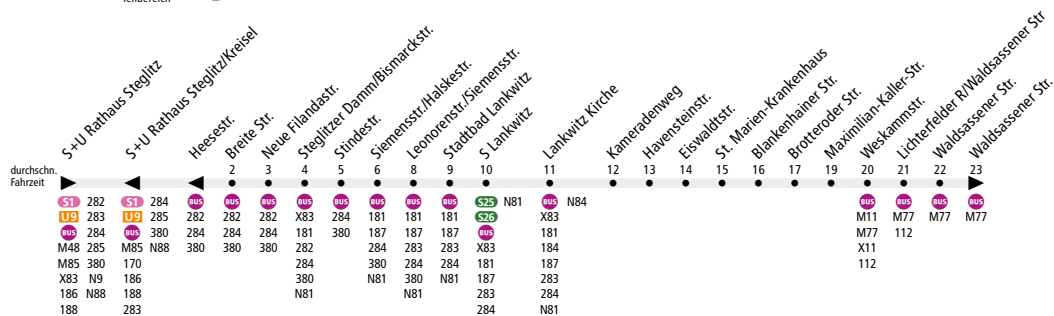 lenbereich
S+U Rathaus Steglitz
S+U Rathaus Steglitz/Kreisel
Heesestr.
Breite Str.
Neue Filandastr.
Steglitzer Damm/Bismarckstr.
Stindestr.
Siemensstr./Halskestr.
Leonorenstr./Siemensstr.
Stadtbad Lankwitz
S Lankwitz
Lankwitz Kirche
Kameradenweg
Havensteinstr.
Eiswaldtstr.
St. Marien-Krankenhaus
Blankenhainer Str.
Brotteroder Str.
Maximilian-Kaller-Str.
Weskammstr.
Lichterfelder R/Waldsassener Str
Waldsassener Str.
Waldsassener Str.
durchschn. 2 3 4 5 6 8 9 10 11 12 13 14 15 16 17 19 20 21 22 23
Fahrzeit
S1 282 S1 284 BUS BUS BUS BUS BUS BUS BUS BUS S25 N81 BUS N84 BUS BUS BUS BUS
U9 283 U9 285 282 282 282 X83 284 181 181 181 S26 X83 M11 M77 M77 M77
BUS 284 BUS 380 284 284 284 181 380 187 187 187 BUS 181 M77 112
M48 285 M85 N88 380 380 380 282 284 283 283 X83 184 X11
M85 380 170 284 380 284 284 181 187 112
X83 N9 186 380 N81 380 N81 187 283
186 N88 188 N81 N81 283 284
188 283 284 N81